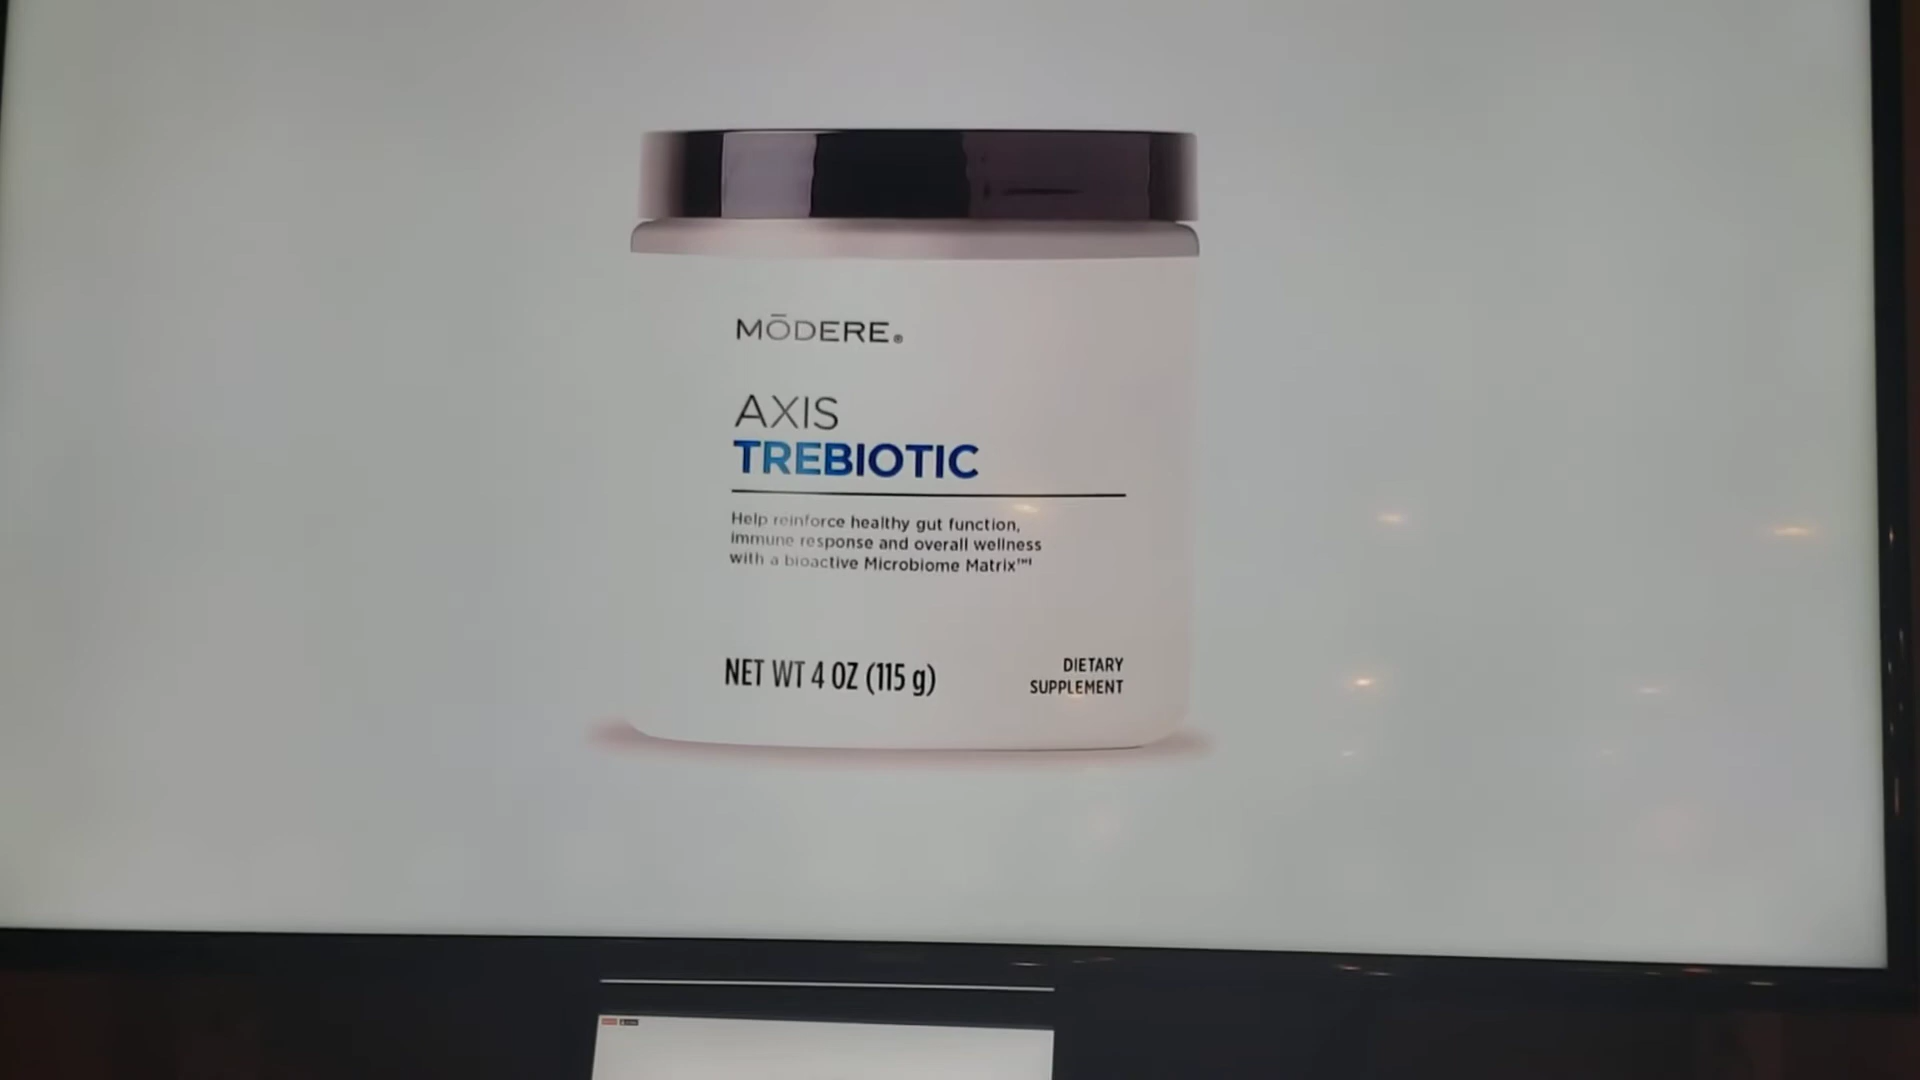 MŌDERE®
AXIS
TREBIOTIC
Help reinforce healthy gut function,
immune response and overall wellness
with a bioactive Microbiome Matrix™¹
NET WT 4 OZ (115 g)
DIETARY
SUPPLEMENT